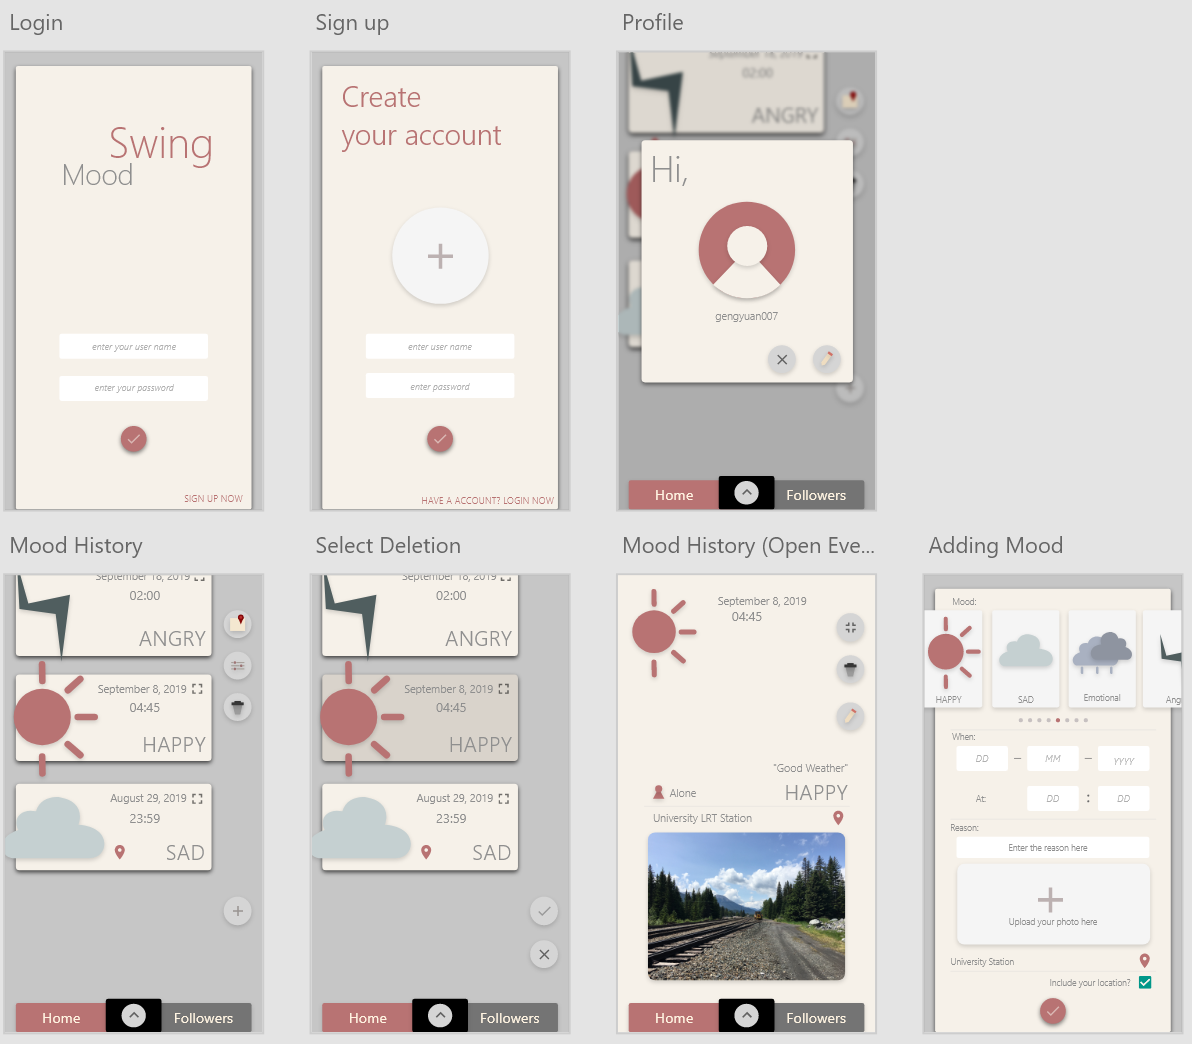 Login
Swing
Mood
enter your user name
enter your password
SIGN UP NOW
Sign up
Create
your account
enter user name
enter password
HAVE A ACCOUNT? LOGIN NOW
Profile
September 18, 2019
02:00
ANGRY
Hi,
gengyuan007
Home
Followers
Mood History
September 18, 2019
02:00
ANGRY
September 8, 2019
04:45
HAPPY
August 29, 2019
23:59
SAD
Home
Followers
Select Deletion
September 18, 2019
02:00
ANGRY
September 8, 2019
04:45
HAPPY
August 29, 2019
23:59
SAD
Home
Followers
Mood History (Open Eve...
September 8, 2019
04:45
"Good Weather"
Alone
HAPPY
University LRT Station
Home
Followers
Adding Mood
Mood:
HAPPY
SAD
Emotional
Ang
When:
DD – MM – YYYY
At:
DD : DD
Reason:
Enter the reason here
Upload your photo here
University Station
Include your location?